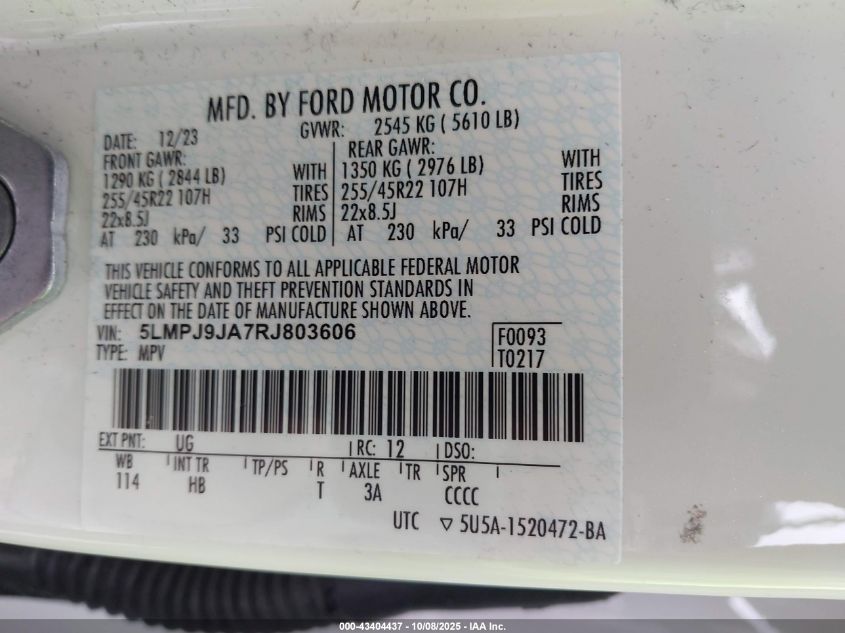 MFD. BY FORD MOTOR CO.
DATE: 12/23 GVWR: 2545 KG ( 5610 LB)
FRONT GAWR: REAR GAWR:
1290 KG ( 2844 LB) WITH 1350 KG ( 2976 LB) WITH
255/45R22 107H TIRES 255/45R22 107H TIRES
22x8.5J RIMS 22x8.5J RIMS
AT 230 kPa/ 33 PSI COLD AT 230 kPa/ 33 PSI COLD
THIS VEHICLE CONFORMS TO ALL APPLICABLE FEDERAL MOTOR
VEHICLE SAFETY AND THEFT PREVENTION STANDARDS IN
EFFECT ON THE DATE OF MANUFACTURE SHOWN ABOVE.
VIN: 5LMPJ9JA7RJ803606 F0093
TYPE: MPV T0217
EXT PNT: UG RC: 12 DSO:
WB INT TR TP/PS R AXLE TR SPR
114 HB T 3A CCCC
UTC ▽ 5U5A-1520472-BA
000-43404437 - 10/08/2025 - IAA Inc.